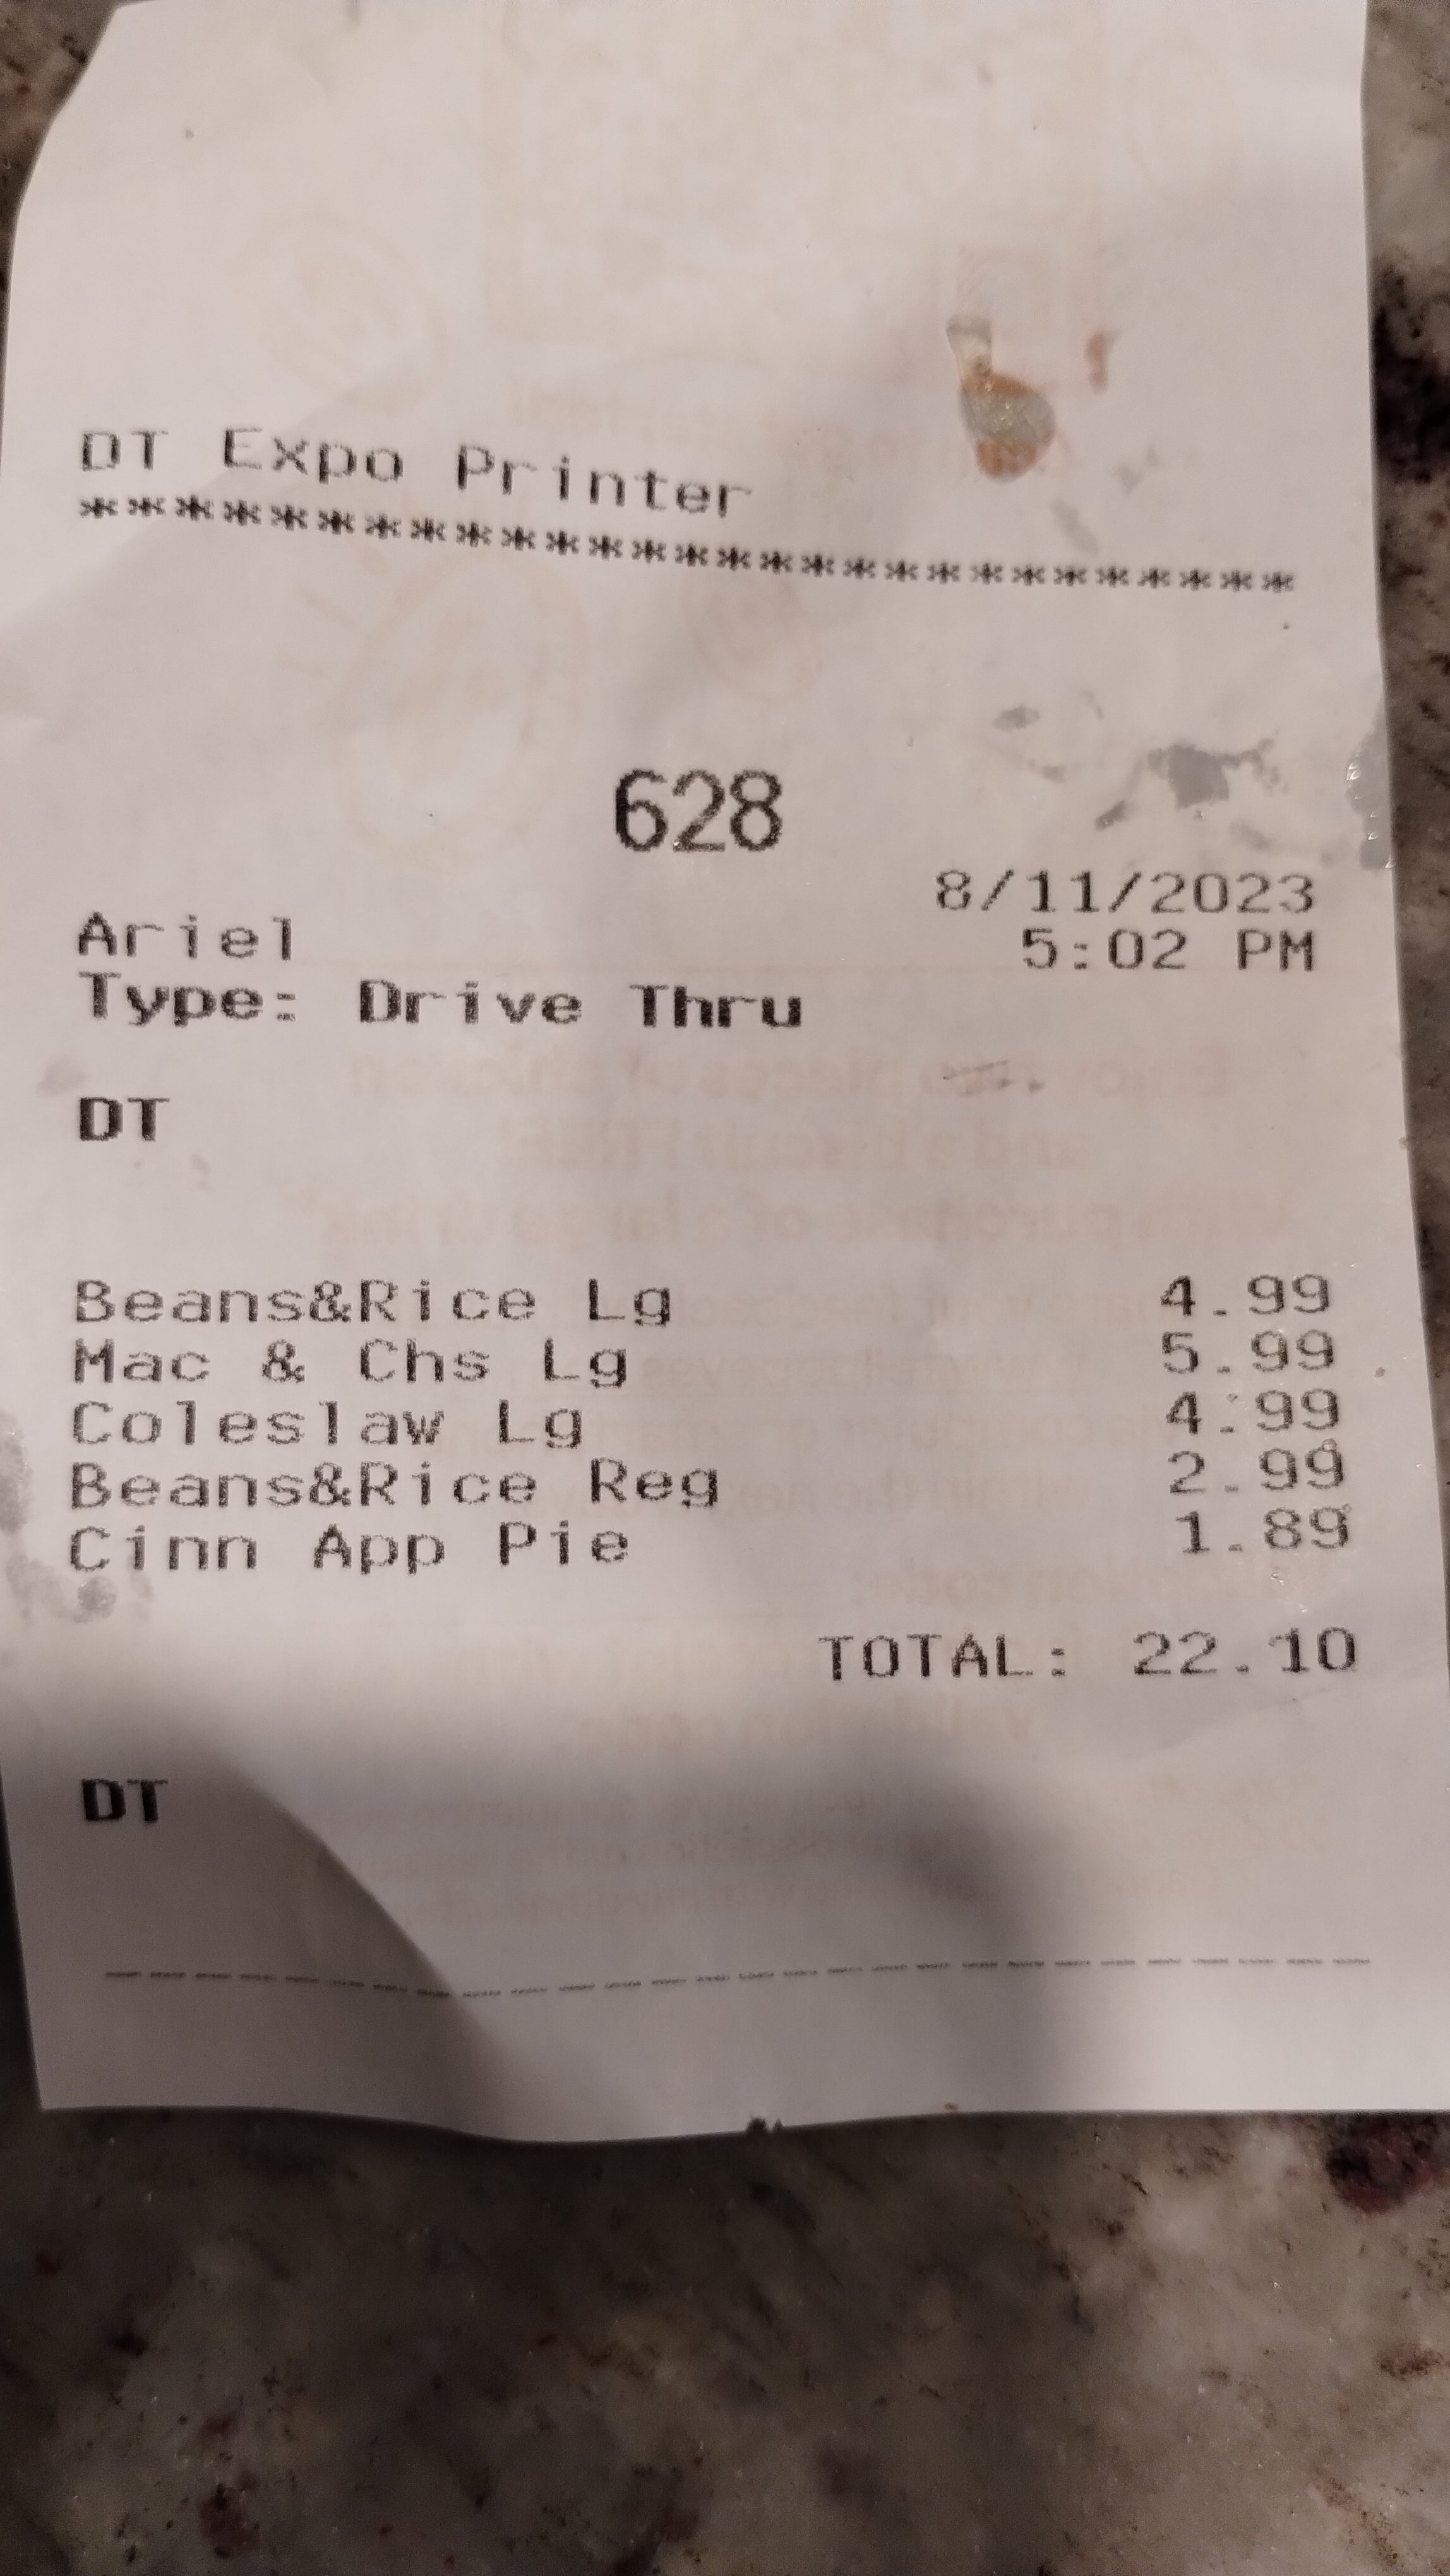 DT Expo Printer
*****************************
628
8/11/2023
Ariel
5:02 PM
Type: Drive Thru
DT
Beans&Rice Lg 4.99
Mac & Chs Lg 5.99
Coleslaw Lg 4.99
Beans&Rice Reg 2.99
Cinn App Pie 1.89
TOTAL: 22.10
DT